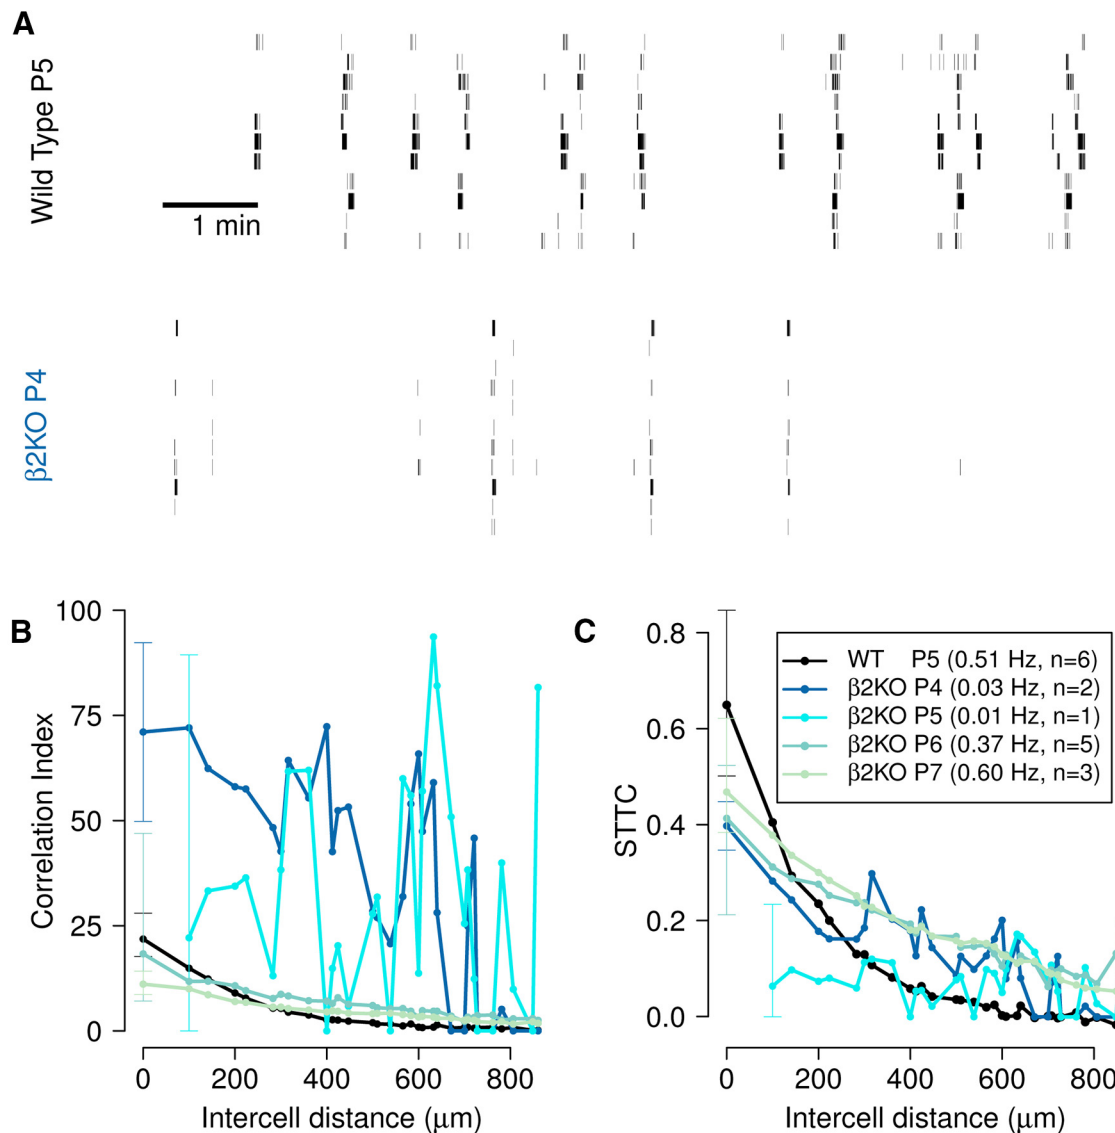 A
Wild Type P5
1 min
β2KO P4
B
Correlation Index
100
75
50
25
0
0 200 400 600 800
Intercell distance (μm)
C
STTC
0.8
0.6
0.4
0.2
0.0
WT P5 (0.51 Hz, n=6)
β2KO P4 (0.03 Hz, n=2)
β2KO P5 (0.01 Hz, n=1)
β2KO P6 (0.37 Hz, n=5)
β2KO P7 (0.60 Hz, n=3)
0 200 400 600 800
Intercell distance (μm)